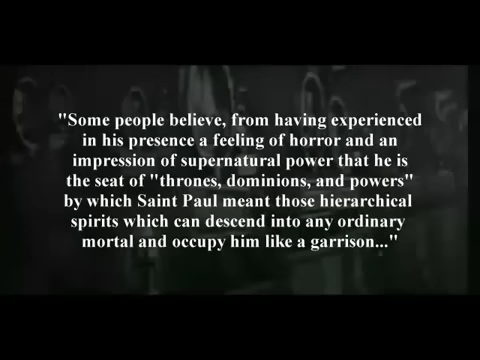 "Some people believe, from having experienced
in his presence a feeling of horror and an
impression of supernatural power that he is
the seat of "thrones, dominions, and powers"
by which Saint Paul meant those hierarchical
spirits which can descend into any ordinary
mortal and occupy him like a garrison..."